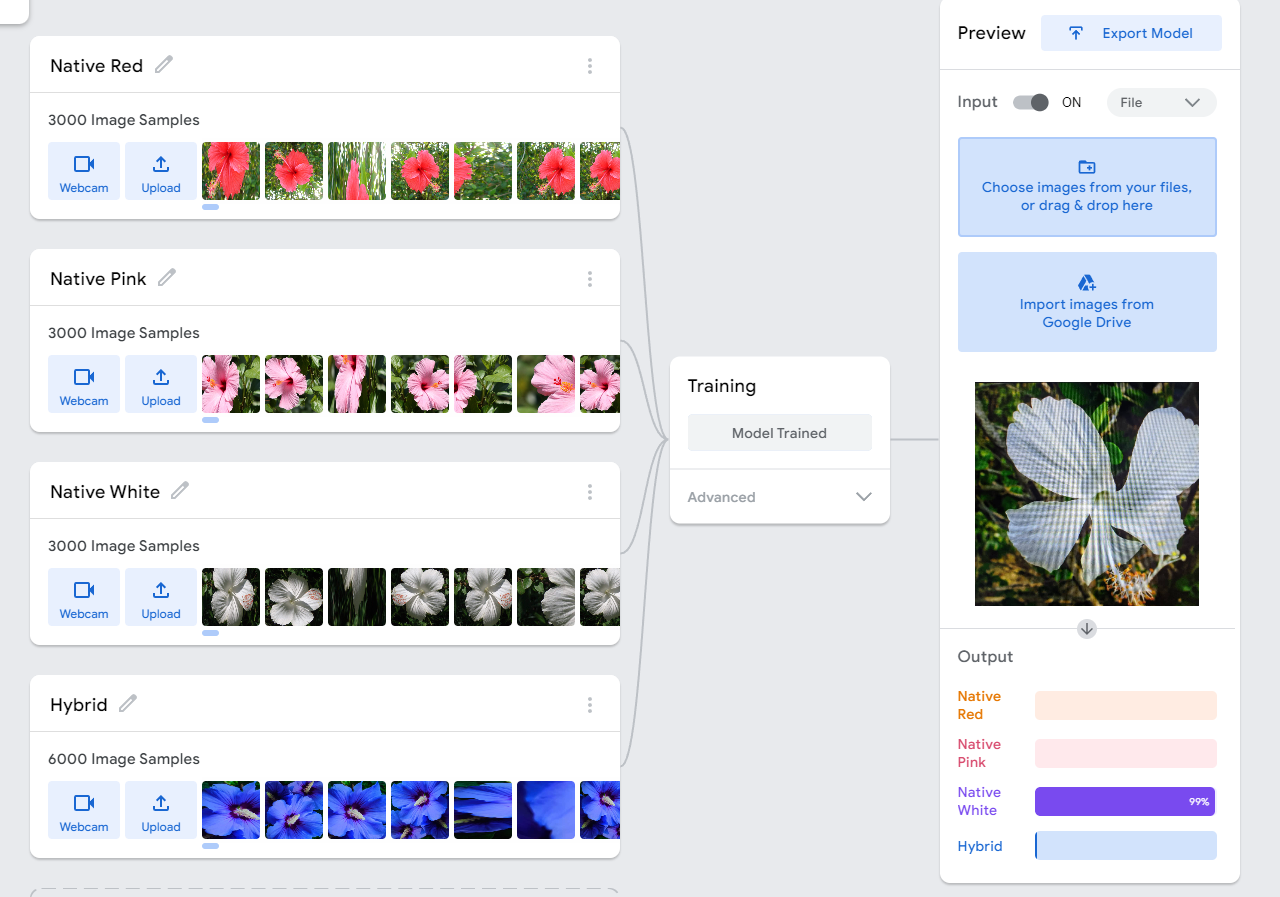 Native Red
3000 Image Samples
Webcam
Upload
Native Pink
3000 Image Samples
Webcam
Upload
Native White
3000 Image Samples
Webcam
Upload
Hybrid
6000 Image Samples
Webcam
Upload
Training
Model Trained
Advanced
Preview
Export Model
Input
ON
File
Choose images from your files,
or drag & drop here
Import images from
Google Drive
Output
Native
Red
Native
Pink
Native
White
99%
Hybrid